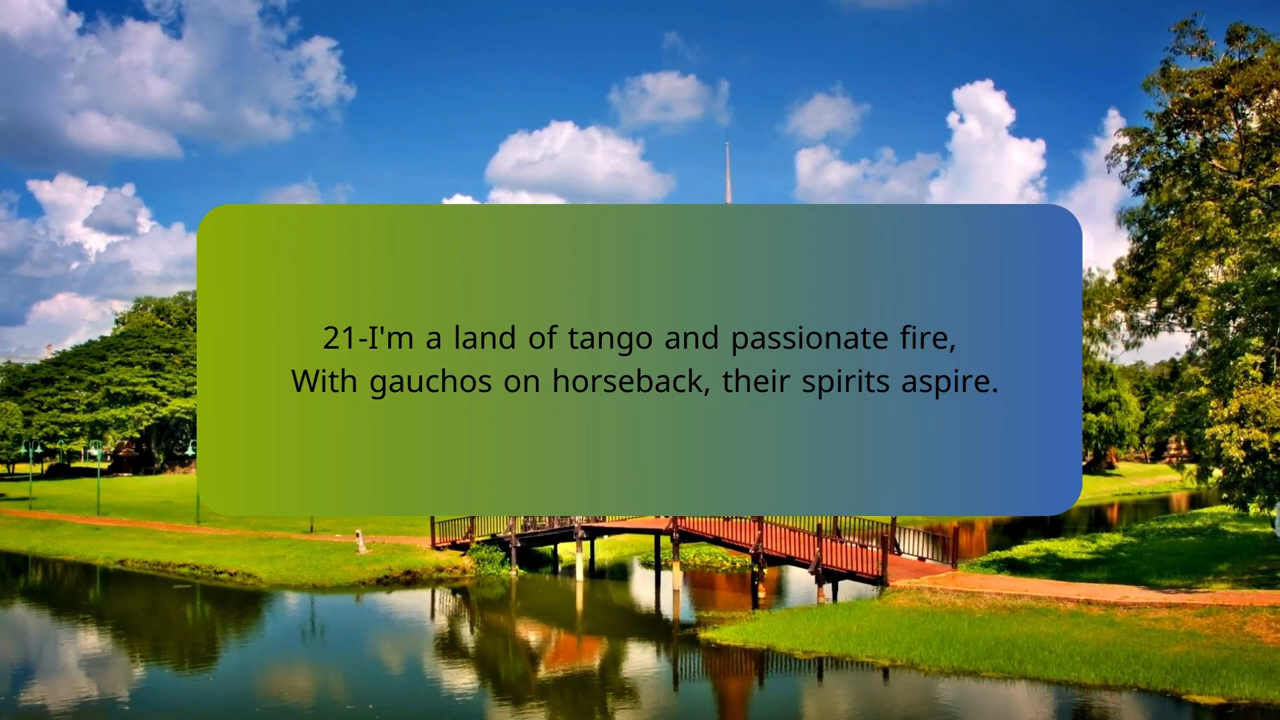 21-I'm a land of tango and passionate fire,
With gauchos on horseback, their spirits aspire.